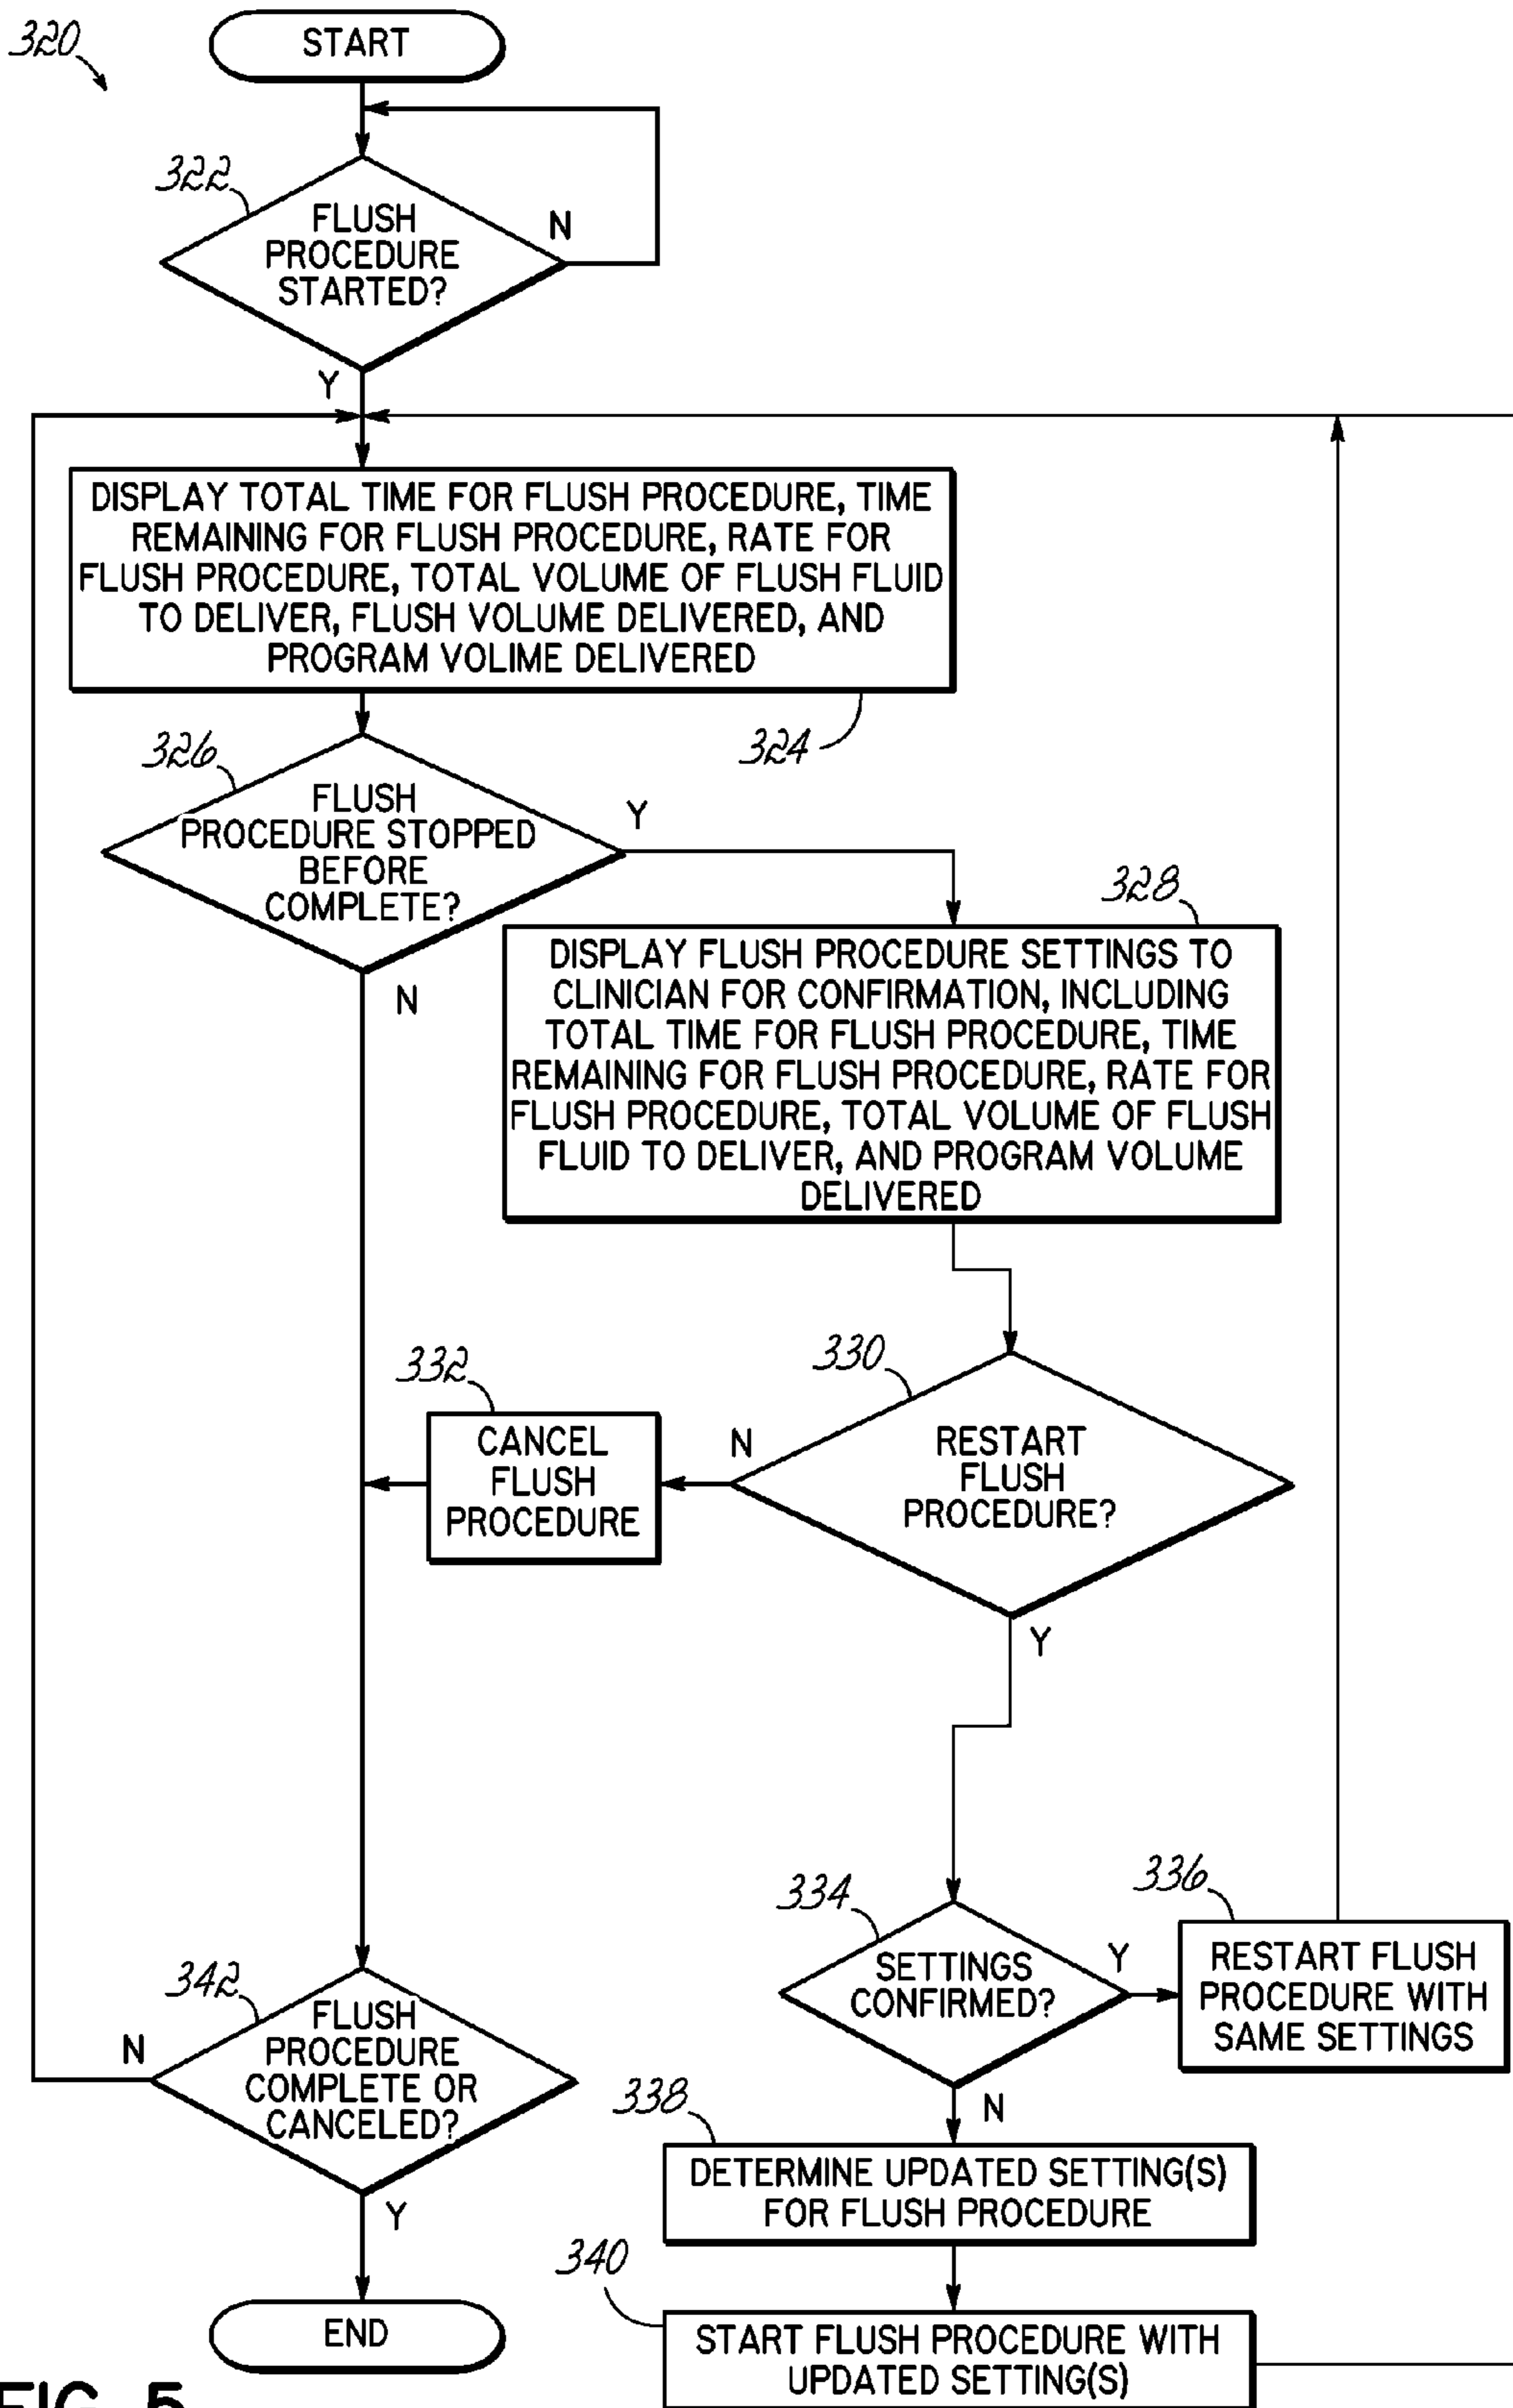 320
START
322
FLUSH
PROCEDURE
STARTED?
N
Y
DISPLAY TOTAL TIME FOR FLUSH PROCEDURE, TIME
REMAINING FOR FLUSH PROCEDURE, RATE FOR
FLUSH PROCEDURE, TOTAL VOLUME OF FLUSH FLUID
TO DELIVER, FLUSH VOLUME DELIVERED, AND
PROGRAM VOLIME DELIVERED
324
326
FLUSH
PROCEDURE STOPPED
BEFORE
COMPLETE?
Y
N
328
DISPLAY FLUSH PROCEDURE SETTINGS TO
CLINICIAN FOR CONFIRMATION, INCLUDING
TOTAL TIME FOR FLUSH PROCEDURE, TIME
REMAINING FOR FLUSH PROCEDURE, RATE FOR
FLUSH PROCEDURE, TOTAL VOLUME OF FLUSH
FLUID TO DELIVER, AND PROGRAM VOLUME
DELIVERED
330
RESTART
FLUSH
PROCEDURE?
N
Y
332
CANCEL
FLUSH
PROCEDURE
334
SETTINGS
CONFIRMED?
Y
N
336
RESTART FLUSH
PROCEDURE WITH
SAME SETTINGS
338
DETERMINE UPDATED SETTING(S)
FOR FLUSH PROCEDURE
340
START FLUSH PROCEDURE WITH
UPDATED SETTING(S)
342
FLUSH
PROCEDURE
COMPLETE OR
CANCELED?
N
Y
END
FIG. 5